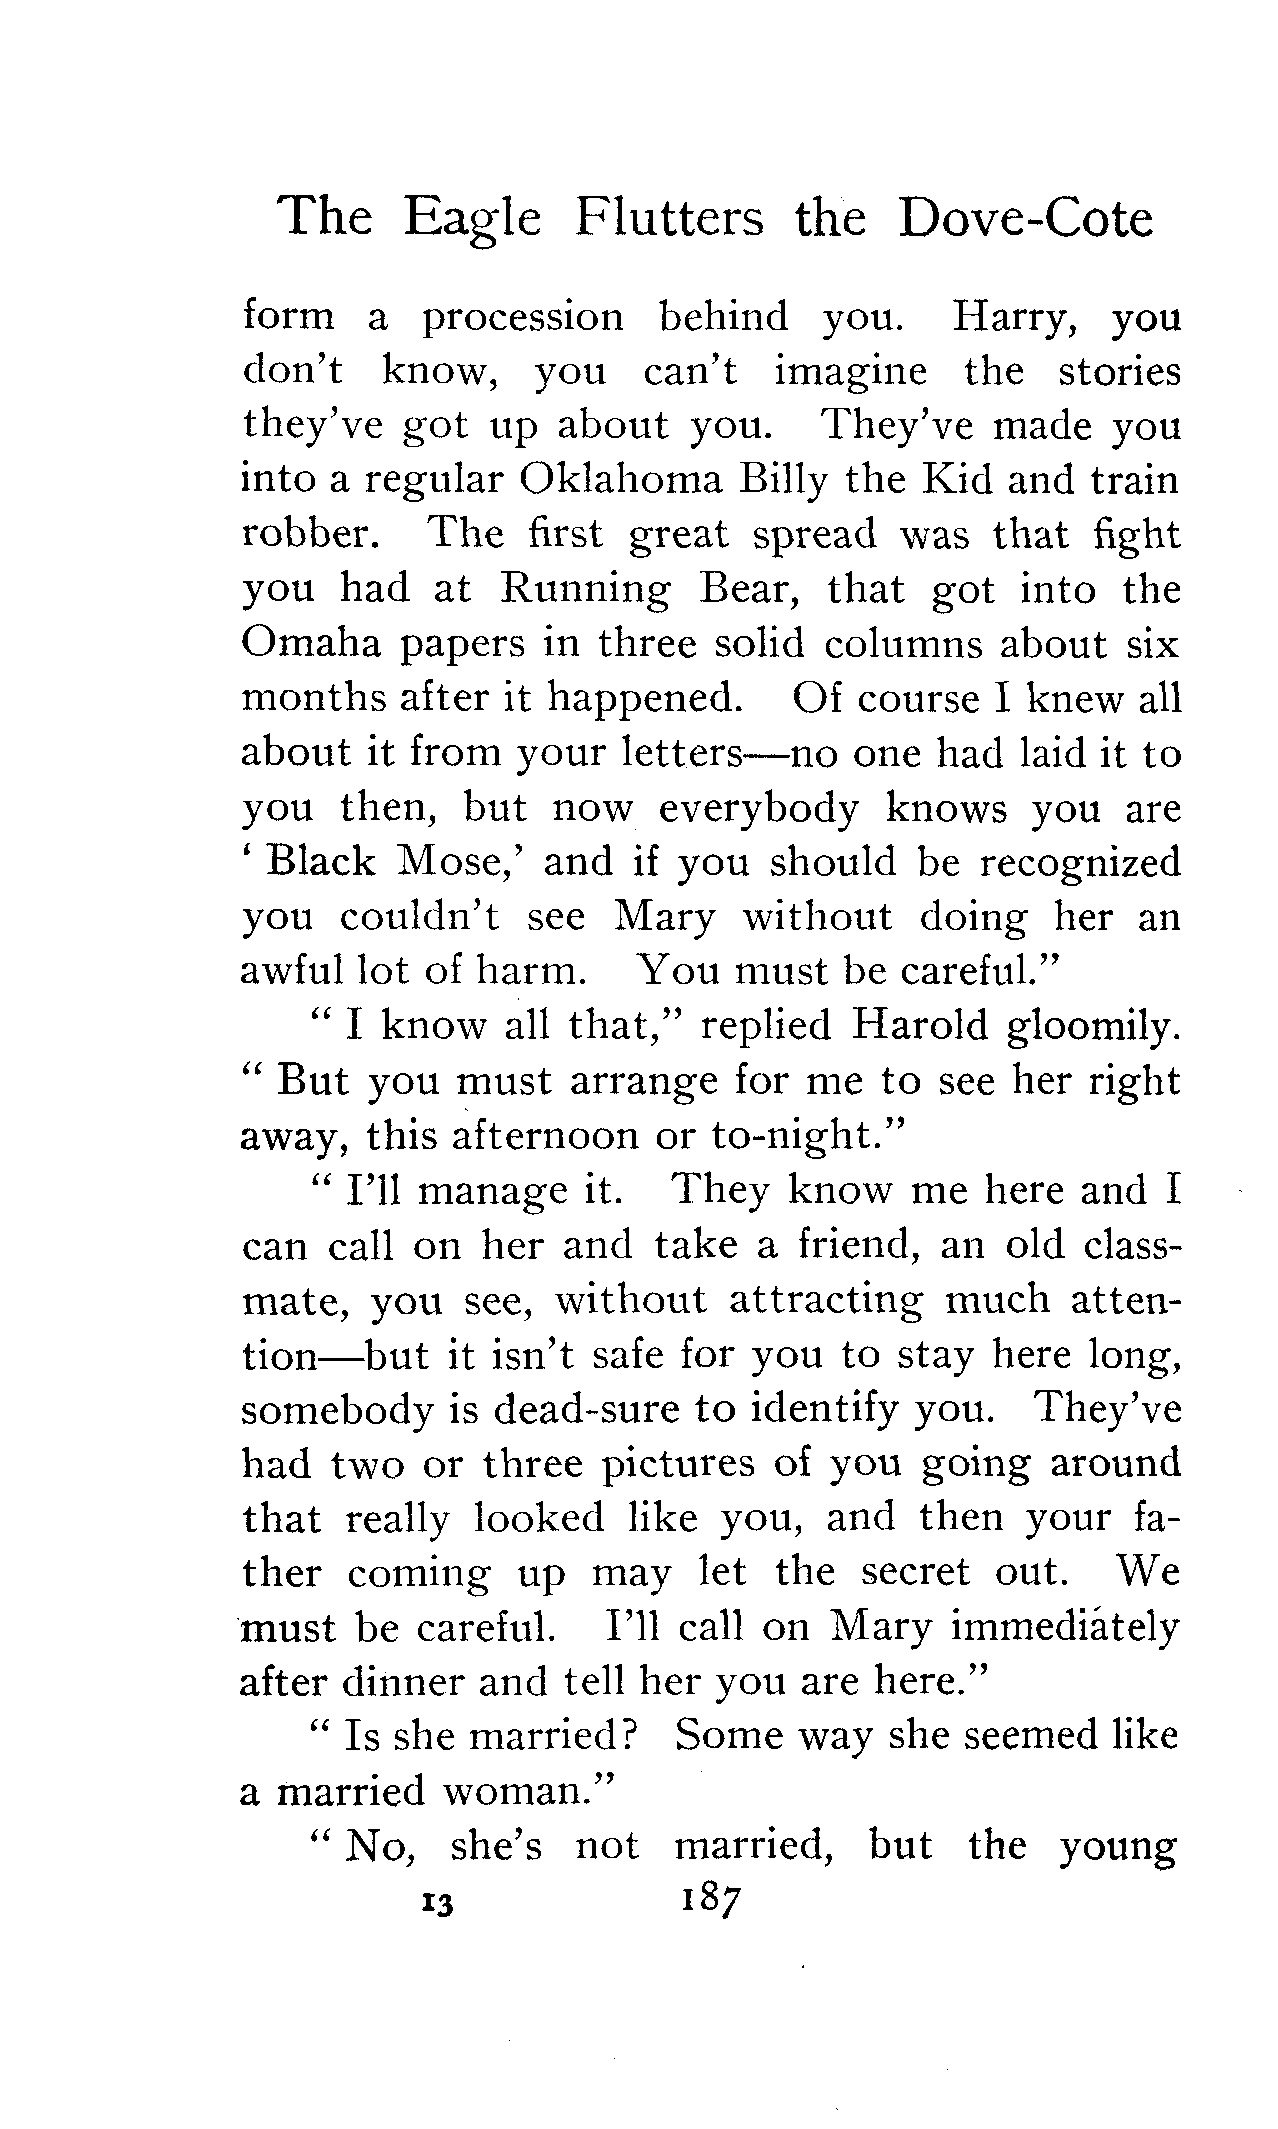 The Eagle Flutters the Dove-Cote
form a procession behind you. Harry, you
don't know, you can't imagine the stories
they've got up about you. They've made you
into a regular Oklahoma Billy the Kid and train
robber. The first great spread was that fight
you had at Running Bear, that got into the
Omaha papers in three solid columns about six
months after it happened. Of course I knew all
about it from your letters—no one had laid it to
you then, but now everybody knows you are
‘ Black Mose,’ and if you should be recognized
you couldn't see Mary without doing her an
awful lot of harm. You must be careful.”
“ I know all that,” replied Harold gloomily.
“ But you must arrange for me to see her right
away, this afternoon or to-night.”
“ I'll manage it. They know me here and I
can call on her and take a friend, an old class-
mate, you see, without attracting much atten-
tion—but it isn't safe for you to stay here long,
somebody is dead-sure to identify you. They've
had two or three pictures of you going around
that really looked like you, and then your fa-
ther coming up may let the secret out. We
must be careful. I'll call on Mary immediately
after dinner and tell her you are here.”
“ Is she married? Some way she seemed like
a married woman.”
“ No, she's not married, but the young
13 187